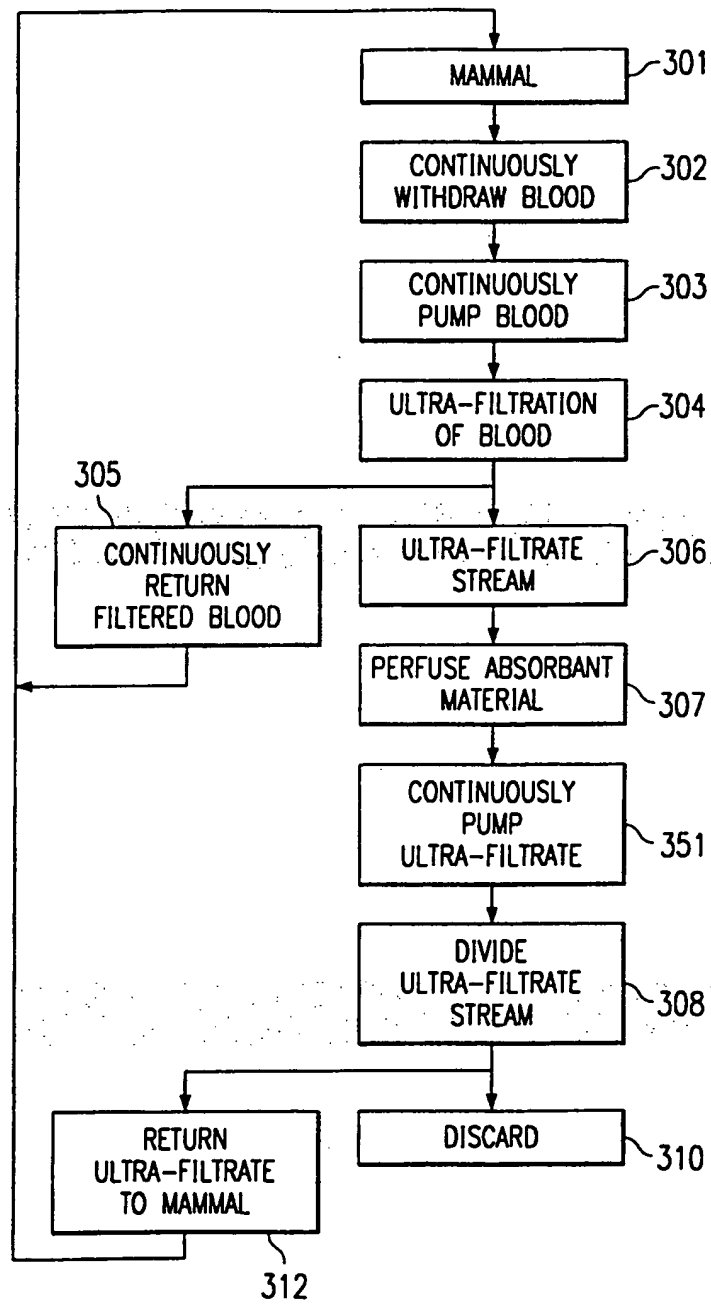 MAMMAL
301
CONTINUOUSLY
WITHDRAW BLOOD
302
CONTINUOUSLY
PUMP BLOOD
303
ULTRA-FILTRATION
OF BLOOD
304
305
CONTINUOUSLY
RETURN
FILTERED BLOOD
ULTRA-FILTRATE
STREAM
306
PERFUSE ABSORBANT
MATERIAL
307
CONTINUOUSLY
PUMP
ULTRA-FILTRATE
351
DIVIDE
ULTRA-FILTRATE
STREAM
308
RETURN
ULTRA-FILTRATE
TO MAMMAL
312
DISCARD
310